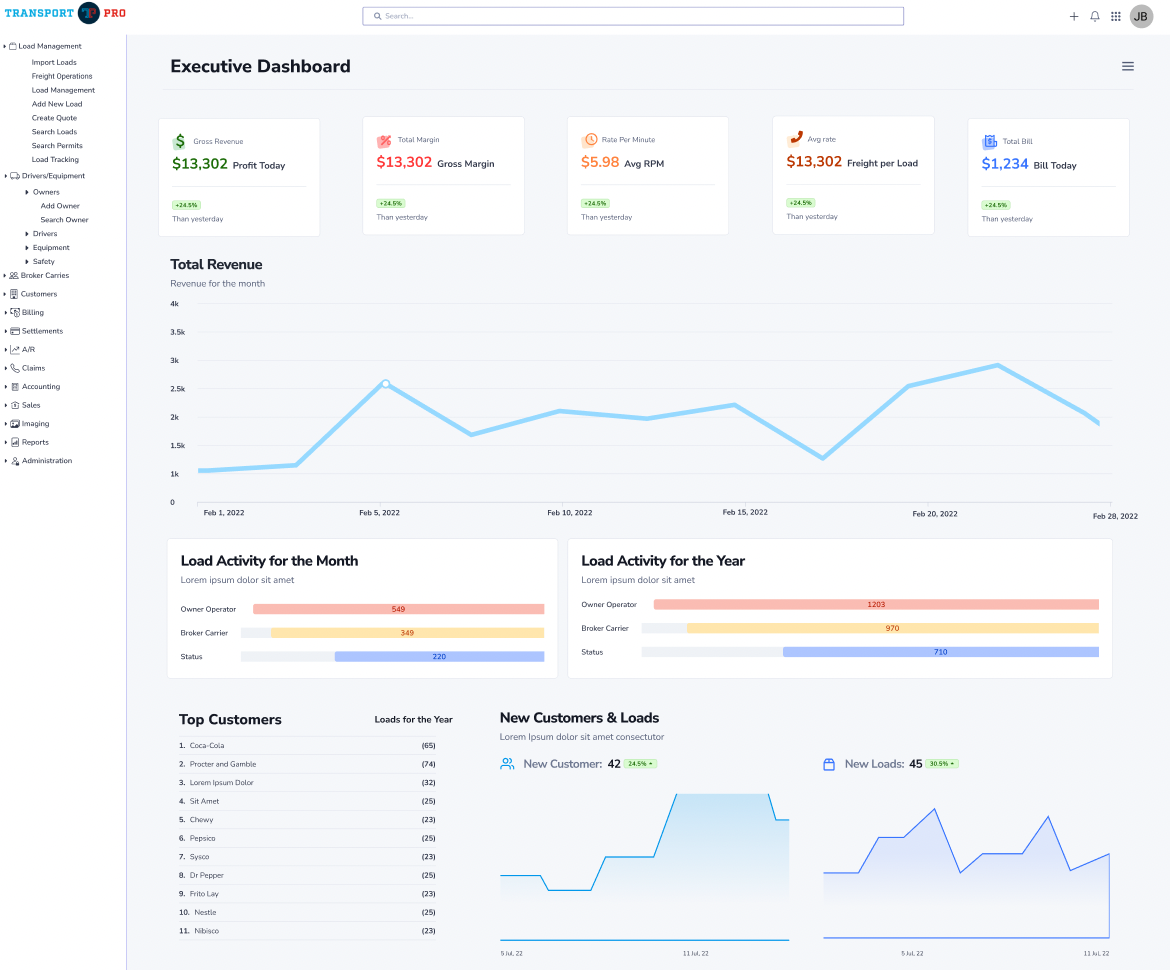 TRANSPORT TP PRO
Search...
JB
Load Management
Import Loads
Freight Operations
Load Management
Add New Load
Create Quote
Search Loads
Search Permits
Load Tracking
Drivers/Equipment
Owners
Add Owner
Search Owner
Drivers
Equipment
Safety
Broker Carries
Customers
Billing
Settlements
A/R
Claims
Accounting
Sales
Imaging
Reports
Administration
Executive Dashboard
Gross Revenue
$13,302 Profit Today
+24.5%
Than yesterday
Total Margin
$13,302 Gross Margin
+24.5%
Than yesterday
Rate Per Minute
$5.98 Avg RPM
+24.5%
Than yesterday
Avg rate
$13,302 Freight per Load
+24.5%
Than yesterday
Total Bill
$1,234 Bill Today
+24.5%
Than yesterday
Total Revenue
Revenue for the month
4k
3.5k
3k
2.5k
2k
1.5k
1k
0
Feb 1, 2022 Feb 5, 2022 Feb 10, 2022 Feb 15, 2022 Feb 20, 2022 Feb 28, 2022
Load Activity for the Month
Lorem ipsum dolor sit amet
Owner Operator 549
Broker Carrier 349
Status 220
Load Activity for the Year
Lorem ipsum dolor sit amet
Owner Operator 1203
Broker Carrier 970
Status 710
Top Customers Loads for the Year
1. Coca-Cola (65)
2. Procter and Gamble (74)
3. Lorem Ipsum Dolor (32)
4. Sit Amet (25)
5. Chewy (23)
6. Pepsico (25)
7. Sysco (23)
8. Dr Pepper (25)
9. Frito Lay (23)
10. Nestle (25)
11. Nibisco (23)
New Customers & Loads
Lorem Ipsum dolor sit amet consectutor
New Customer: 42 24.5%
5 Jul, 22 11 Jul, 22
New Loads: 45 30.5%
5 Jul, 22 11 Jul, 22